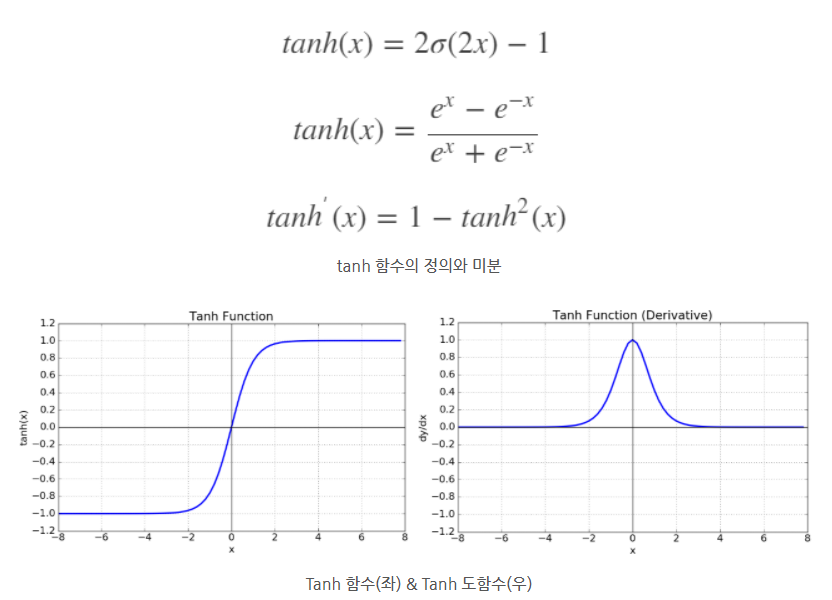 tanh(x) = 2σ(2x) − 1
tanh(x) = (e^x − e^−x) / (e^x + e^−x)
tanh′(x) = 1 − tanh²(x)
tanh 함수의 정의와 미분
Tanh Function
1.2
1.0
0.8
0.6
0.4
0.2
0.0
−0.2
−0.4
−0.6
−0.8
−1.0
−1.2
tanh(x)
−8 −6 −4 −2 0 2 4 6 8
x
Tanh Function (Derivative)
1.2
1.0
0.8
0.6
0.4
0.2
0.0
−0.2
−0.4
−0.6
−0.8
−1.0
−1.2
dy/dx
−8 −6 −4 −2 0 2 4 6 8
x
Tanh 함수(좌) & Tanh 도함수(우)